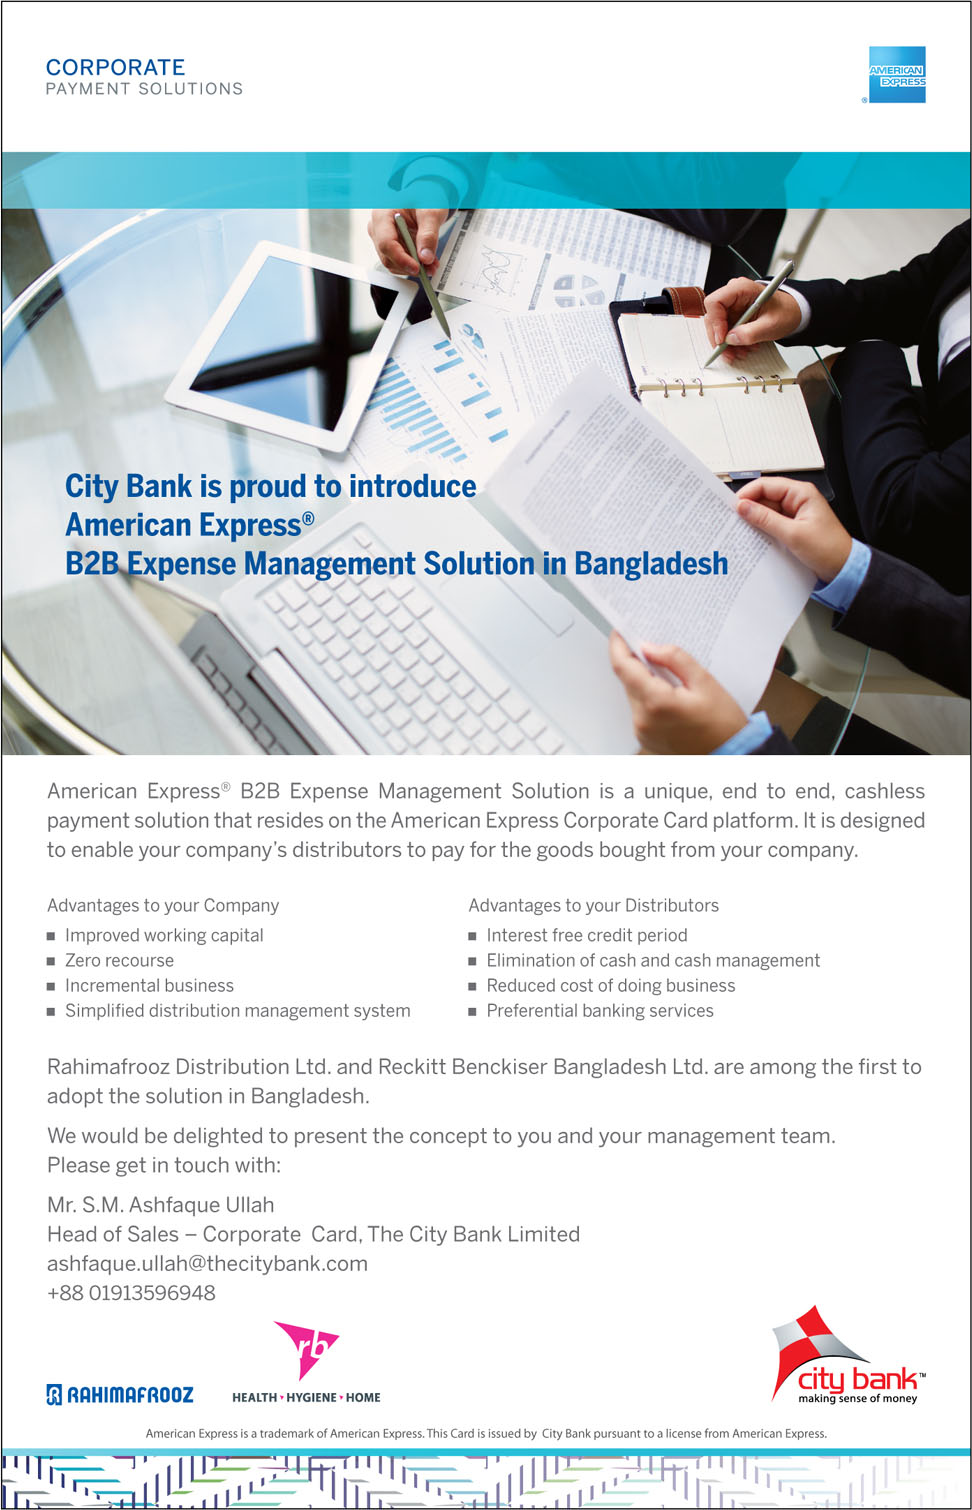 CORPORATE
PAYMENT SOLUTIONS
AMERICAN
EXPRESS
®
City Bank is proud to introduce
American Express®
B2B Expense Management Solution in Bangladesh
American Express® B2B Expense Management Solution is a unique, end to end, cashless
payment solution that resides on the American Express Corporate Card platform. It is designed
to enable your company's distributors to pay for the goods bought from your company.
Advantages to your Company
■ Improved working capital
■ Zero recourse
■ Incremental business
■ Simplified distribution management system
Advantages to your Distributors
■ Interest free credit period
■ Elimination of cash and cash management
■ Reduced cost of doing business
■ Preferential banking services
Rahimafrooz Distribution Ltd. and Reckitt Benckiser Bangladesh Ltd. are among the first to
adopt the solution in Bangladesh.
We would be delighted to present the concept to you and your management team.
Please get in touch with:
Mr. S.M. Ashfaque Ullah
Head of Sales – Corporate Card, The City Bank Limited
ashfaque.ullah@thecitybank.com
+88 01913596948
RAHIMAFROOZ
rb
HEALTH • HYGIENE • HOME
city bank™
making sense of money
American Express is a trademark of American Express. This Card is issued by City Bank pursuant to a license from American Express.